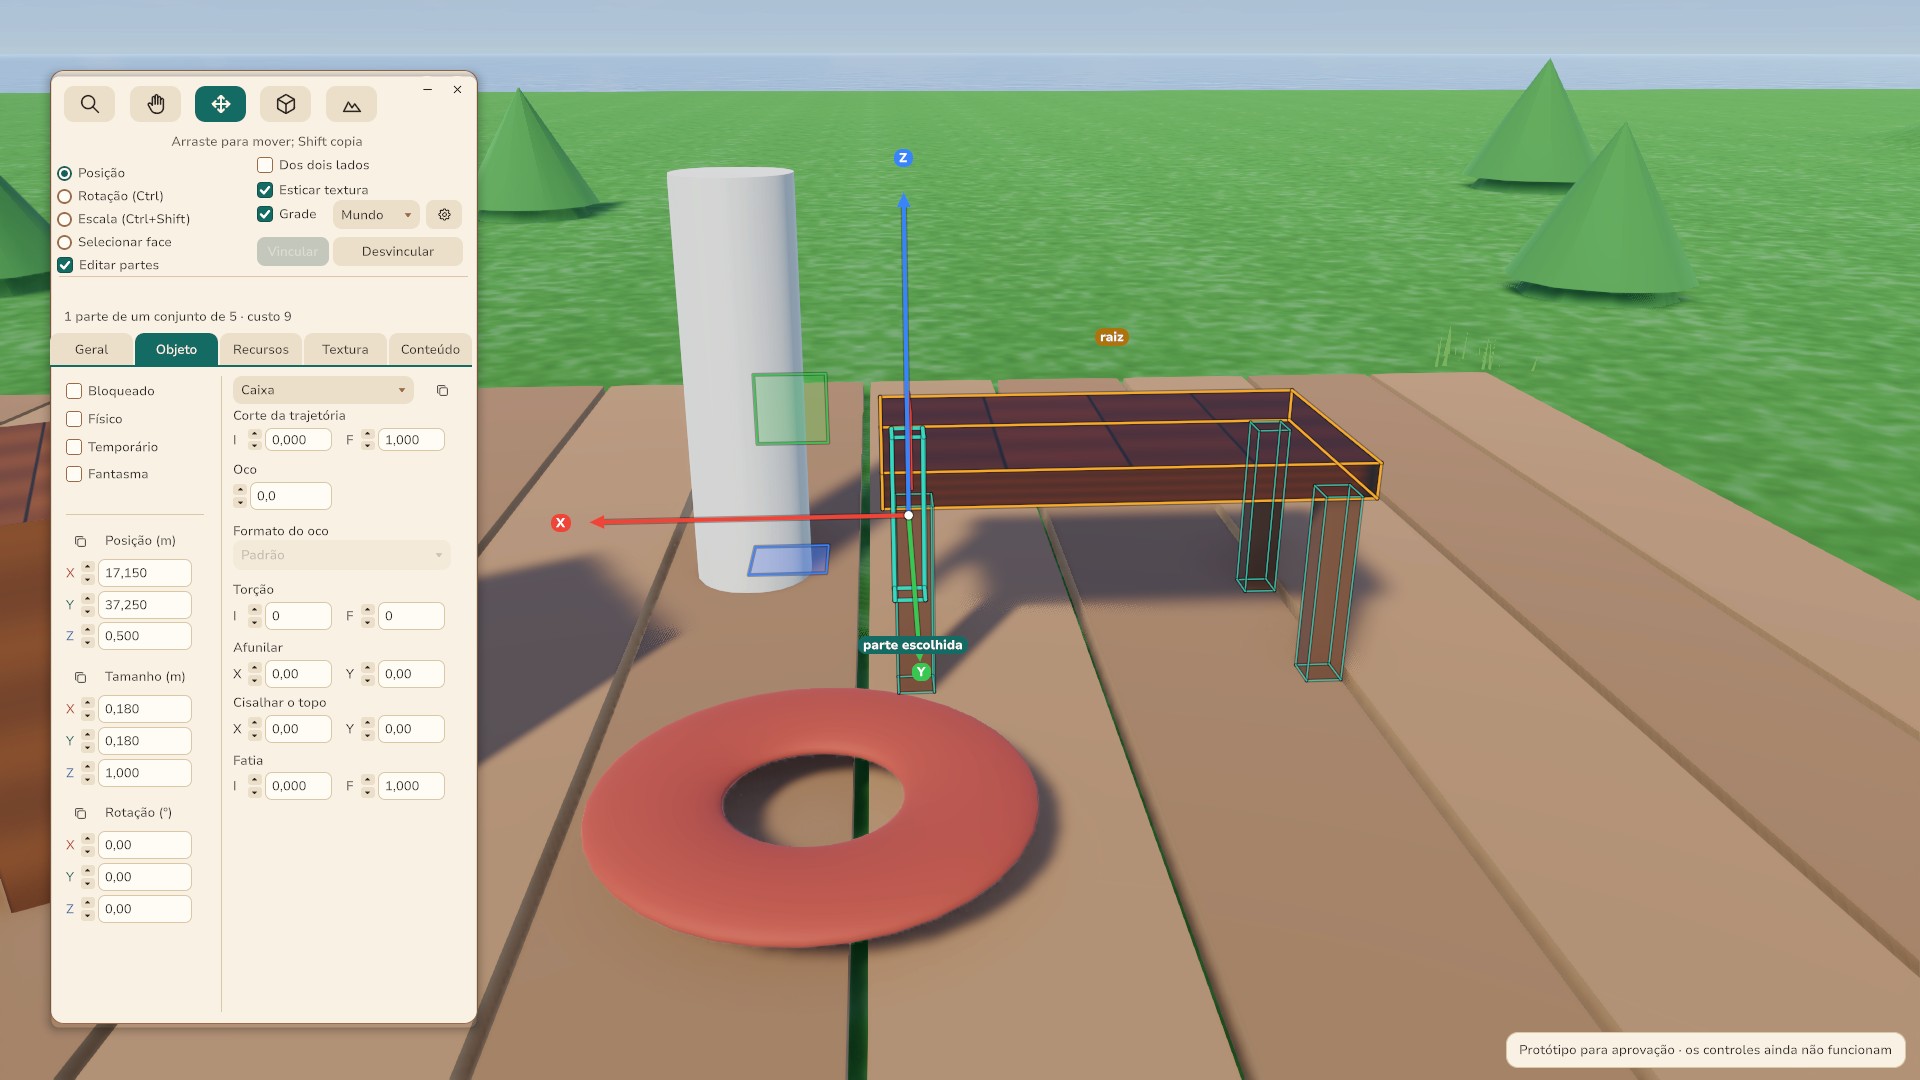 Arraste para mover; Shift copia
Posição
Rotação (Ctrl)
Escala (Ctrl+Shift)
Selecionar face
Editar partes
Dos dois lados
Esticar textura
Grade
Mundo
Vincular
Desvincular
1 parte de um conjunto de 5 · custo 9
Geral
Objeto
Recursos
Textura
Conteúdo
Bloqueado
Físico
Temporário
Fantasma
Posição (m)
X 17,150
Y 37,250
Z 0,500
Tamanho (m)
X 0,180
Y 0,180
Z 1,000
Rotação (°)
X 0,00
Y 0,00
Z 0,00
Caixa
Corte da trajetória
I 0,000 F 1,000
Oco
0,0
Formato do oco
Padrão
Torção
I 0 F 0
Afunilar
X 0,00 Y 0,00
Cisalhar o topo
X 0,00 Y 0,00
Fatia
I 0,000 F 1,000
Z
raiz
X
parte escolhida
Y
Protótipo para aprovação · os controles ainda não funcionam